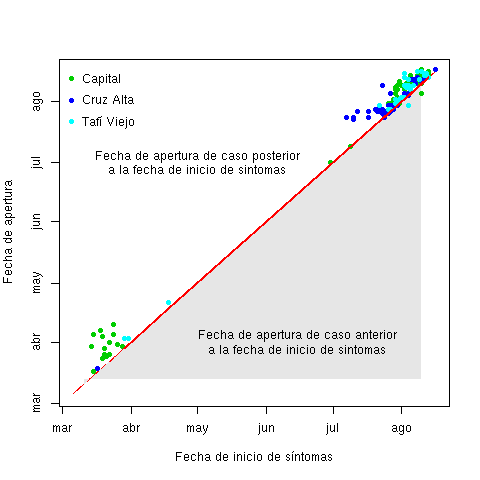 Capital
Cruz Alta
Tafí Viejo
Fecha de apertura de caso posterior
a la fecha de inicio de sintomas
Fecha de apertura de caso anterior
a la fecha de inicio de sintomas
Fecha de apertura
ago
jul
jun
may
abr
mar
mar abr may jun jul ago
Fecha de inicio de síntomas